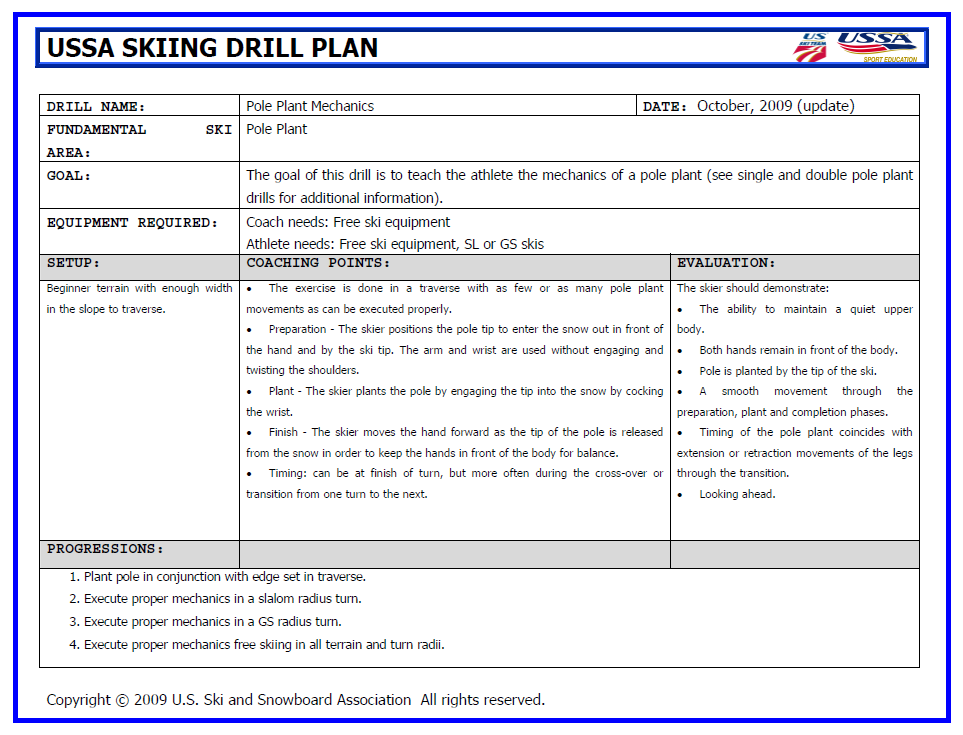 USSA SKIING DRILL PLAN
US
SKI TEAM
USSA
SPORT EDUCATION
DRILL NAME:
Pole Plant Mechanics
DATE: October, 2009 (update)
FUNDAMENTAL SKI
AREA:
Pole Plant
GOAL:
The goal of this drill is to teach the athlete the mechanics of a pole plant (see single and double pole plant
drills for additional information).
EQUIPMENT REQUIRED:
Coach needs: Free ski equipment
Athlete needs: Free ski equipment, SL or GS skis
SETUP:
COACHING POINTS:
EVALUATION:
Beginner terrain with enough width
in the slope to traverse.
• The exercise is done in a traverse with as few or as many pole plant
movements as can be executed properly.
• Preparation - The skier positions the pole tip to enter the snow out in front of
the hand and by the ski tip. The arm and wrist are used without engaging and
twisting the shoulders.
• Plant - The skier plants the pole by engaging the tip into the snow by cocking
the wrist.
• Finish - The skier moves the hand forward as the tip of the pole is released
from the snow in order to keep the hands in front of the body for balance.
• Timing: can be at finish of turn, but more often during the cross-over or
transition from one turn to the next.
The skier should demonstrate:
• The ability to maintain a quiet upper
body.
• Both hands remain in front of the body.
• Pole is planted by the tip of the ski.
• A smooth movement through the
preparation, plant and completion phases.
• Timing of the pole plant coincides with
extension or retraction movements of the legs
through the transition.
• Looking ahead.
PROGRESSIONS:
1. Plant pole in conjunction with edge set in traverse.
2. Execute proper mechanics in a slalom radius turn.
3. Execute proper mechanics in a GS radius turn.
4. Execute proper mechanics free skiing in all terrain and turn radii.
Copyright © 2009 U.S. Ski and Snowboard Association All rights reserved.